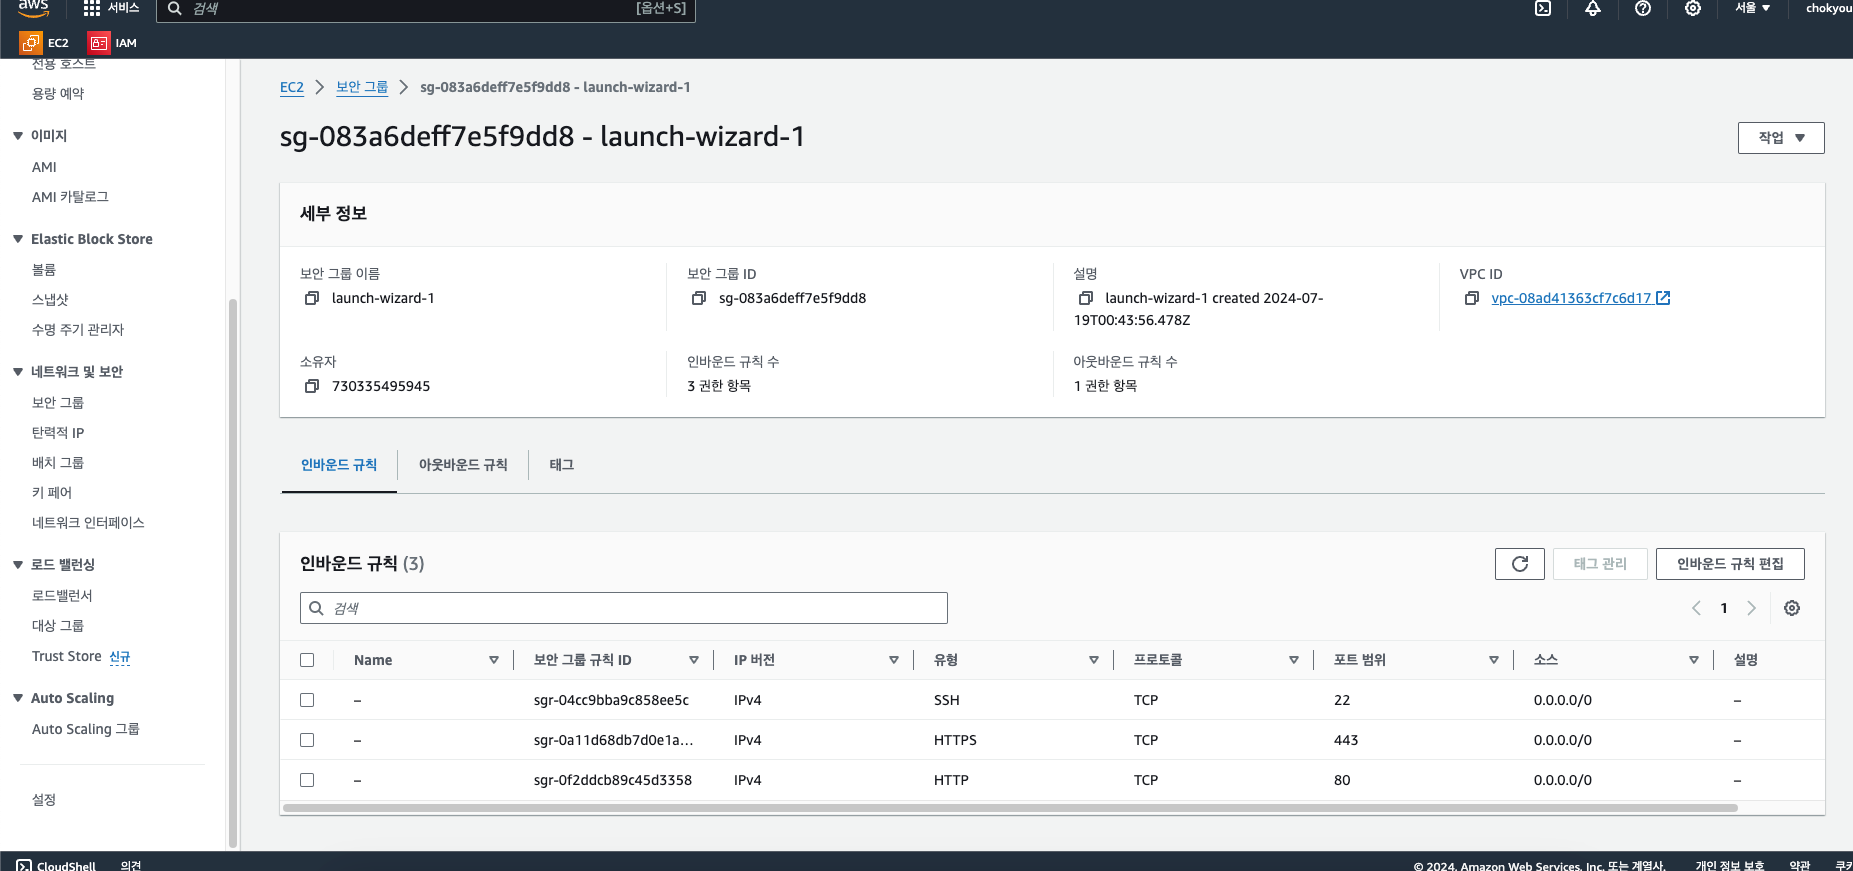 aws
서비스
검색
[옵션+S]
서울
chokyou
EC2
IAM
전용 호스트
용량 예약
이미지
AMI
AMI 카탈로그
Elastic Block Store
볼륨
스냅샷
수명 주기 관리자
네트워크 및 보안
보안 그룹
탄력적 IP
배치 그룹
키 페어
네트워크 인터페이스
로드 밸런싱
로드밸런서
대상 그룹
Trust Store 신규
Auto Scaling
Auto Scaling 그룹
설정
EC2 > 보안 그룹 > sg-083a6deff7e5f9dd8 - launch-wizard-1
sg-083a6deff7e5f9dd8 - launch-wizard-1
작업
세부 정보
보안 그룹 이름
launch-wizard-1
보안 그룹 ID
sg-083a6deff7e5f9dd8
설명
launch-wizard-1 created 2024-07-
19T00:43:56.478Z
VPC ID
vpc-08ad41363cf7c6d17
소유자
730335495945
인바운드 규칙 수
3 권한 항목
아웃바운드 규칙 수
1 권한 항목
인바운드 규칙
아웃바운드 규칙
태그
인바운드 규칙 (3)
태그 관리
인바운드 규칙 편집
검색
1
Name 보안 그룹 규칙 ID IP 버전 유형 프로토콜 포트 범위 소스 설명
– sgr-04cc9bba9c858ee5c IPv4 SSH TCP 22 0.0.0.0/0 –
– sgr-0a11d68db7d0e1a... IPv4 HTTPS TCP 443 0.0.0.0/0 –
– sgr-0f2ddcb89c45d3358 IPv4 HTTP TCP 80 0.0.0.0/0 –
CloudShell
의견
© 2024, Amazon Web Services, Inc. 또는 계열사.
개인 정보 보호
약관
쿠키